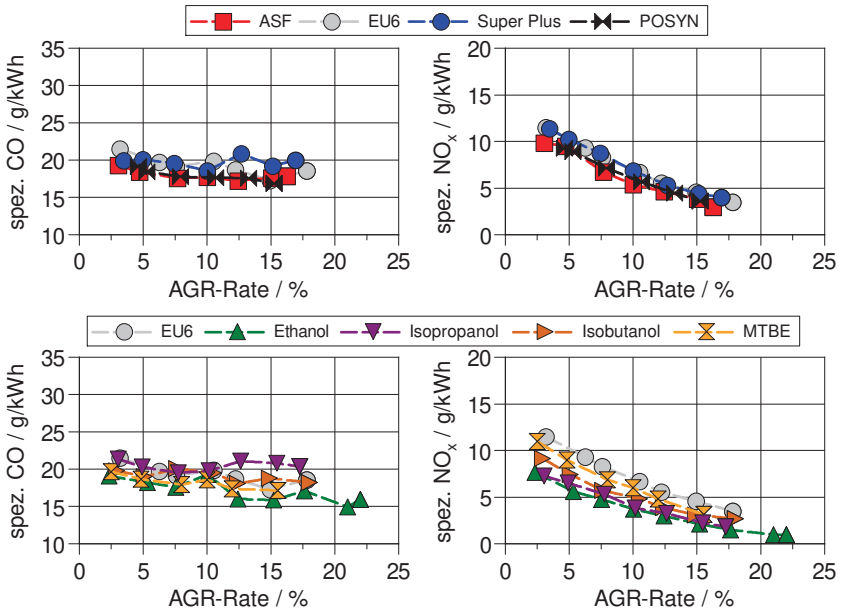 ASF EU6 Super Plus POSYN
35
30
25
20
15
10
spez. CO / g/kWh
0 5 10 15 20 25
AGR-Rate / %
20
15
10
5
0
spez. NOx / g/kWh
0 5 10 15 20 25
AGR-Rate / %
EU6 Ethanol Isopropanol Isobutanol MTBE
35
30
25
20
15
10
spez. CO / g/kWh
0 5 10 15 20 25
AGR-Rate / %
20
15
10
5
0
spez. NOx / g/kWh
0 5 10 15 20 25
AGR-Rate / %